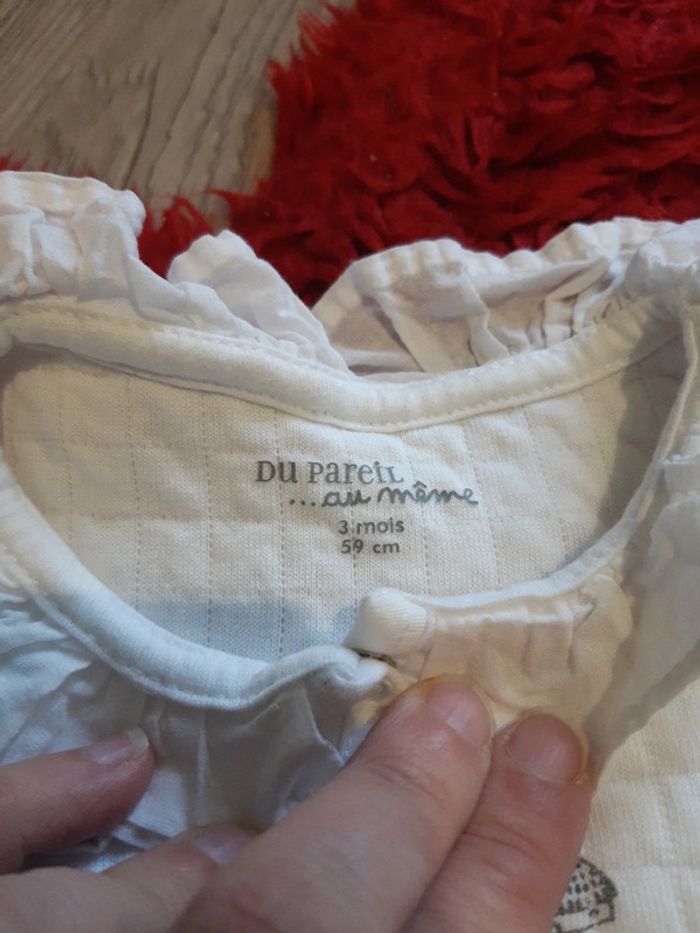 DU PAREIL
...au même
3 mois
59 cm